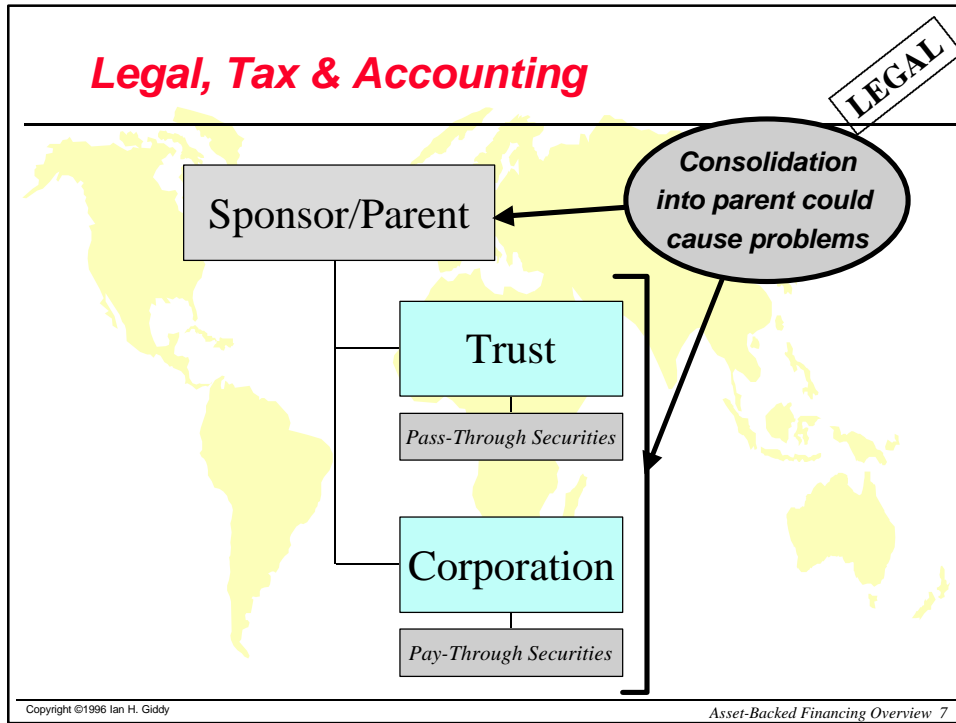 Legal, Tax & Accounting
LEGAL
Consolidation
into parent could
cause problems
Sponsor/Parent
Trust
Pass-Through Securities
Corporation
Pay-Through Securities
Copyright ©1996 Ian H. Giddy
Asset-Backed Financing Overview 7